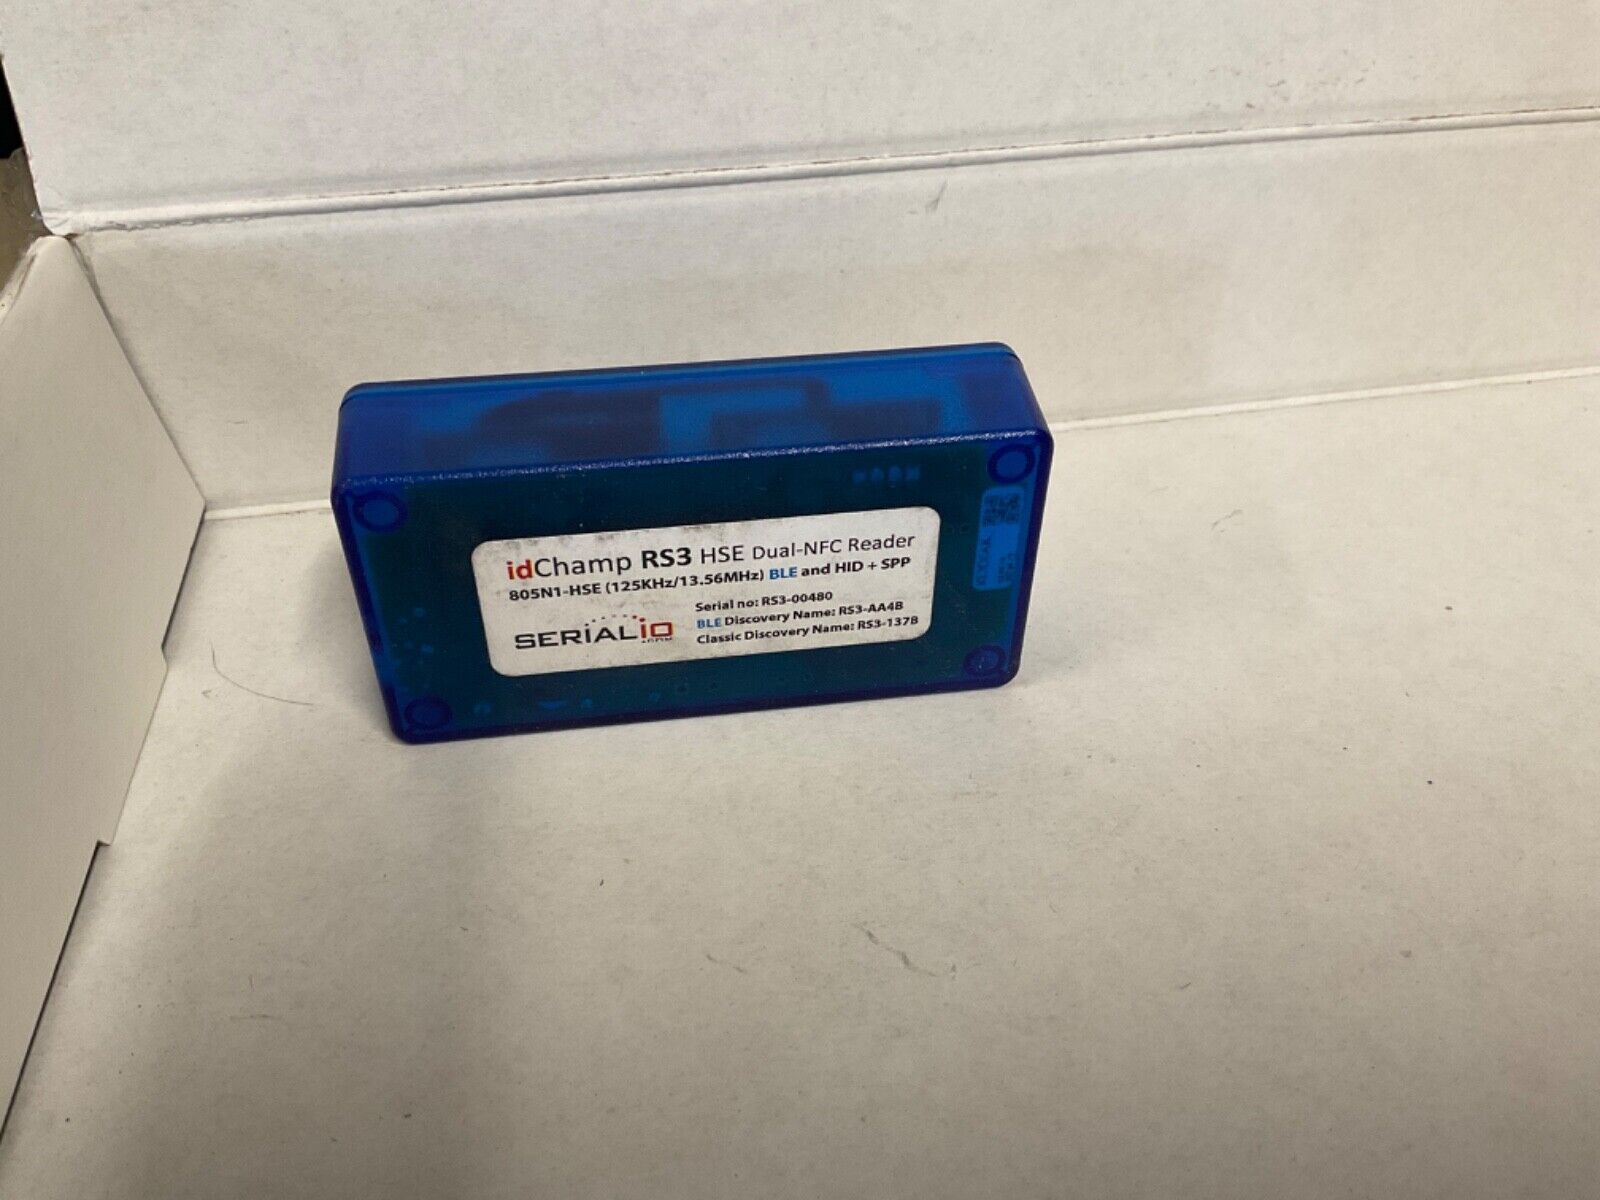 idChamp RS3 HSE Dual-NFC Reader
805N1-HSE (125KHz/13.56MHz) BLE and HID + SPP
Serial no: RS3-00480
BLE Discovery Name: RS3-AA4B
Classic Discovery Name: RS3-137B
SERIALIO
.COM